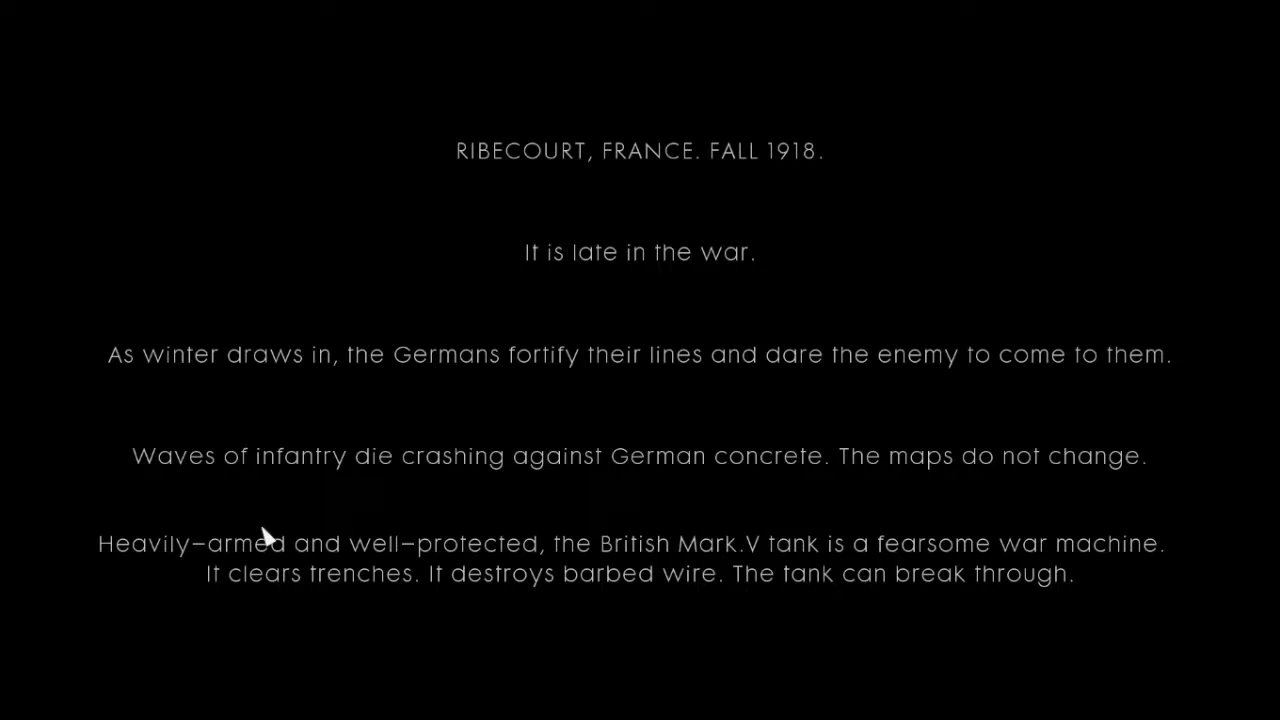 RIBECOURT, FRANCE. FALL 1918.
It is late in the war.
As winter draws in, the Germans fortify their lines and dare the enemy to come to them.
Waves of infantry die crashing against German concrete. The maps do not change.
Heavily–armed and well–protected, the British Mark.V tank is a fearsome war machine.
It clears trenches. It destroys barbed wire. The tank can break through.